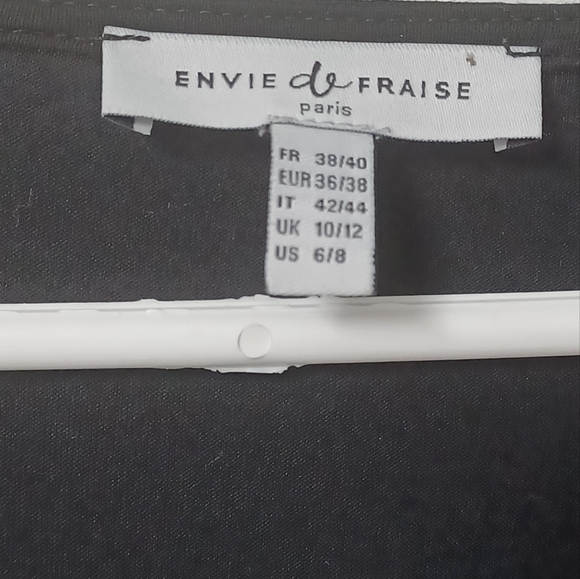 ENVIE de FRAISE
paris
FR 38/40
EUR 36/38
IT 42/44
UK 10/12
US 6/8